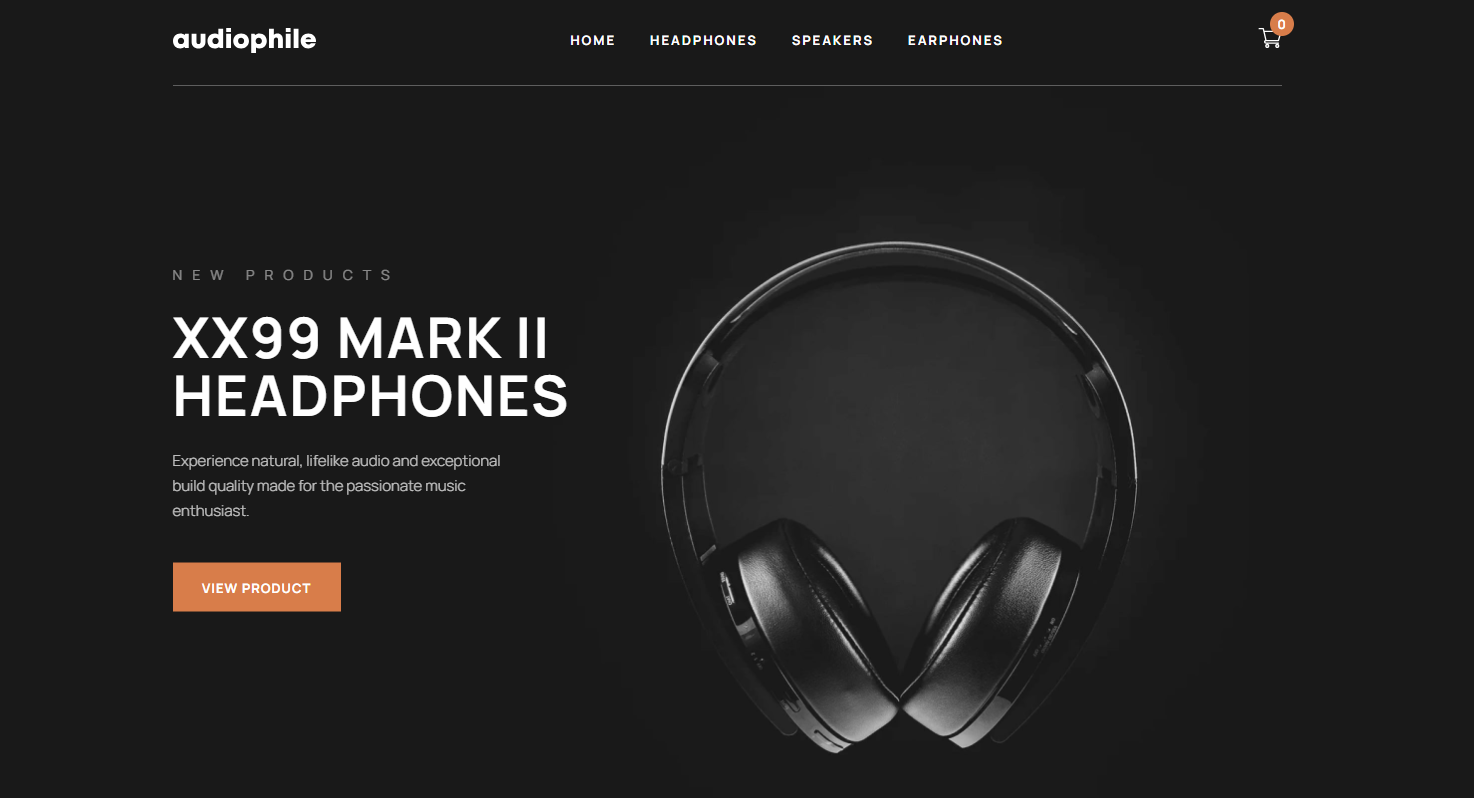 audiophile
HOME HEADPHONES SPEAKERS EARPHONES
0
NEW PRODUCTS
XX99 MARK II
HEADPHONES
Experience natural, lifelike audio and exceptional
build quality made for the passionate music
enthusiast.
VIEW PRODUCT